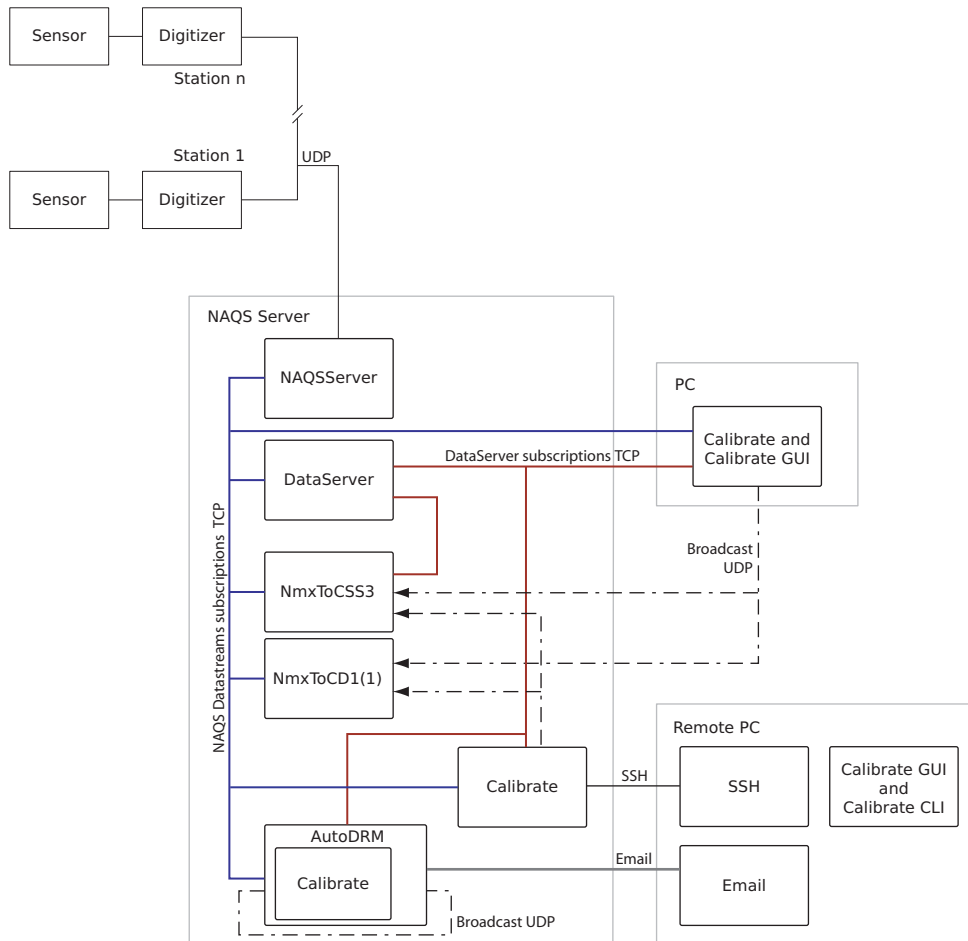 Sensor
Digitizer
Station n
Station 1
UDP
Sensor
Digitizer
NAQS Server
NAQSServer
PC
Calibrate and
Calibrate GUI
DataServer subscriptions TCP
DataServer
NAQS Datastreams subscriptions TCP
Broadcast
UDP
NmxToCSS3
NmxToCD1(1)
Remote PC
Calibrate
SSH
SSH
Calibrate GUI
and
Calibrate CLI
AutoDRM
Calibrate
Email
Email
Broadcast UDP